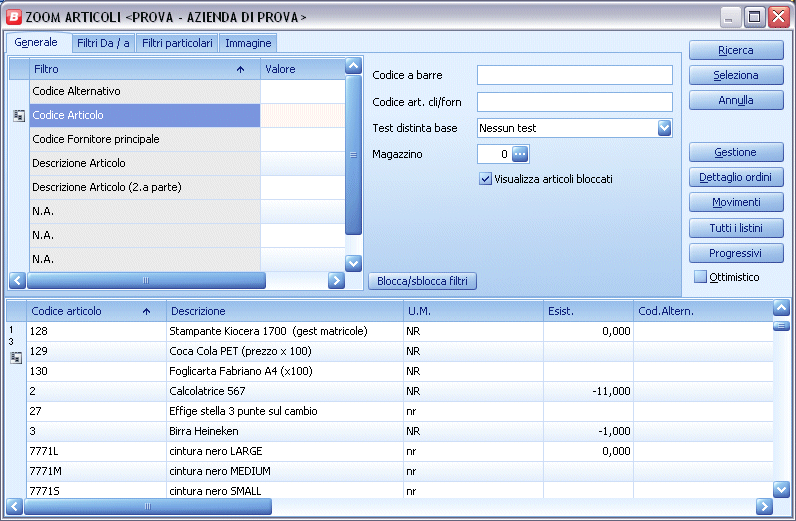 B ZOOM ARTICOLI <PROVA - AZIENDA DI PROVA>
Generale Filtri Da / a Filtri particolari Immagine
Filtro Valore
Codice Alternativo
Codice Articolo
Codice Fornitore principale
Descrizione Articolo
Descrizione Articolo (2.a parte)
N.A.
N.A.
N.A.
Codice a barre
Codice art. cli/forn
Test distinta base Nessun test
Magazzino 0 ...
Visualizza articoli bloccati
Blocca/sblocca filtri
Ricerca
Seleziona
Annulla
Gestione
Dettaglio ordini
Movimenti
Tutti i listini
Progressivi
Ottimistico
Codice articolo Descrizione U.M. Esist. Cod.Altern.
1
3
128 Stampante Kiocera 1700 (gest matricole) NR 0,000
129 Coca Cola PET (prezzo x 100) NR
130 Foglicarta Fabriano A4 (x100) NR
2 Calcolatrice 567 NR -11,000
27 Effige stella 3 punte sul cambio nr
3 Birra Heineken NR -1,000
7771L cintura nero LARGE nr 0,000
7771M cintura nero MEDIUM nr
7771S cintura nero SMALL nr